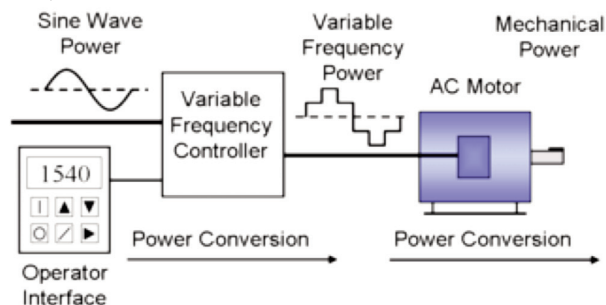 Sine Wave
Power
Variable
Frequency
Power
Mechanical
Power
AC Motor
Variable
Frequency
Controller
1540
Power Conversion
Power Conversion
Operator
Interface